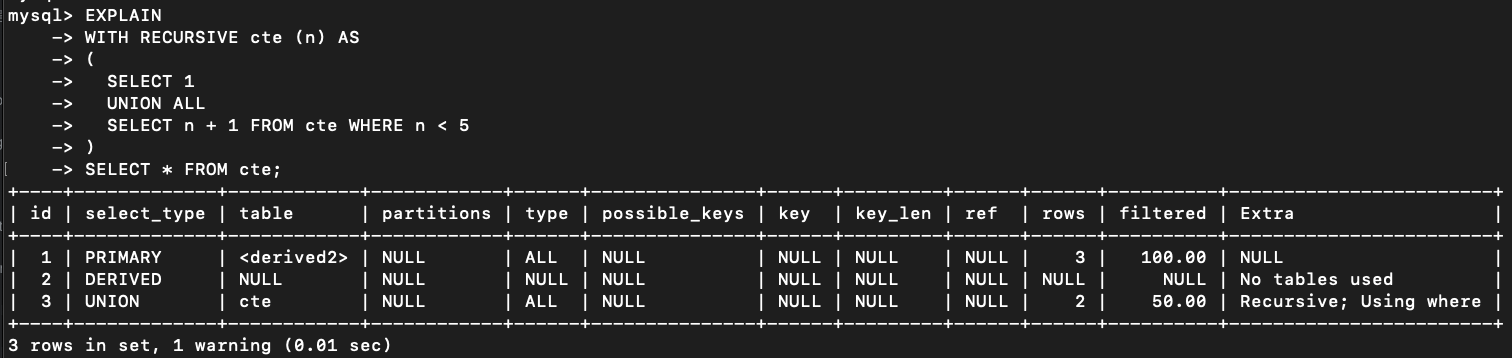 mysql> EXPLAIN
    -> WITH RECURSIVE cte (n) AS
    -> (
    ->   SELECT 1
    ->   UNION ALL
    ->   SELECT n + 1 FROM cte WHERE n < 5
    -> )
    -> SELECT * FROM cte;
+----+-------------+------------+------------+------+---------------+------+---------+------+------+----------+------------------------+
| id | select_type | table      | partitions | type | possible_keys | key  | key_len | ref  | rows | filtered | Extra                  |
+----+-------------+------------+------------+------+---------------+------+---------+------+------+----------+------------------------+
|  1 | PRIMARY     | <derived2> | NULL       | ALL  | NULL          | NULL | NULL    | NULL |    3 |   100.00 | NULL                   |
|  2 | DERIVED     | NULL       | NULL       | NULL | NULL          | NULL | NULL    | NULL | NULL |     NULL | No tables used         |
|  3 | UNION       | cte        | NULL       | ALL  | NULL          | NULL | NULL    | NULL |    2 |    50.00 | Recursive; Using where |
+----+-------------+------------+------------+------+---------------+------+---------+------+------+----------+------------------------+
3 rows in set, 1 warning (0.01 sec)